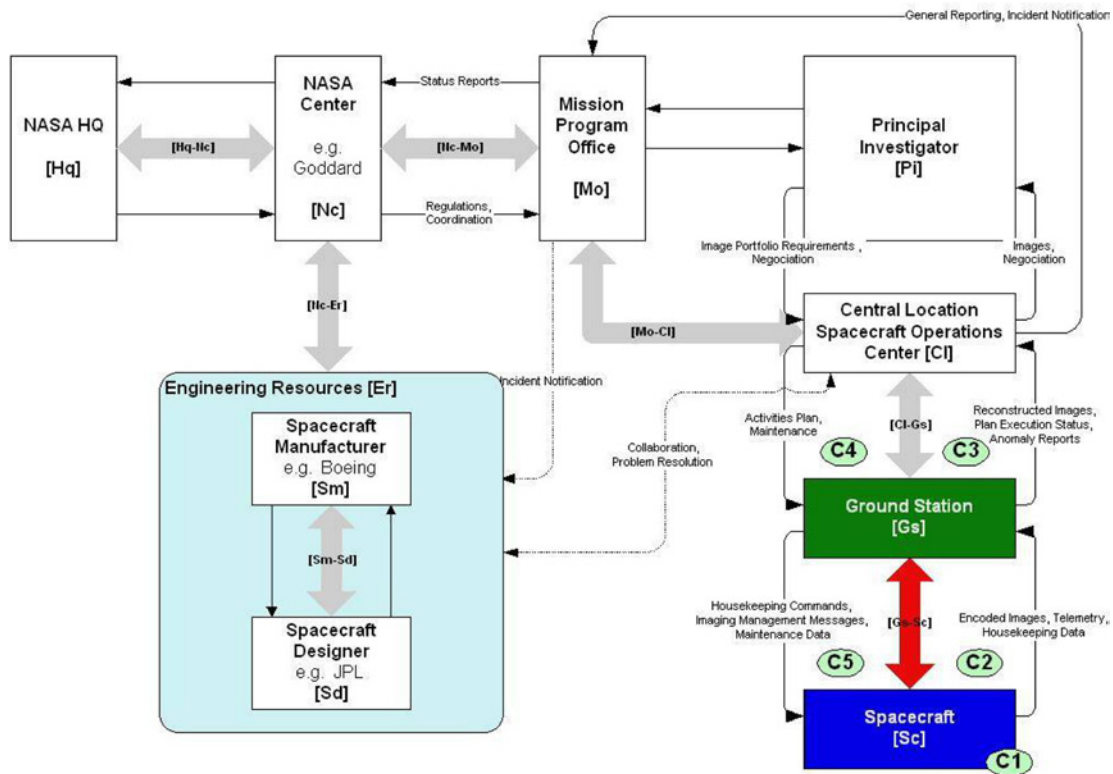 General Reporting, Incident Notification
NASA HQ
[Hq]
[Hq-Nc]
NASA
Center
e.g.
Goddard
[Nc]
Status Reports
[Nc-Mo]
Regulations,
Coordination
Mission
Program
Office
[Mo]
Principal
Investigator
[Pi]
Image Portfolio Requirements ,
Negociation
Images,
Negociation
[Nc-Er]
[Mo-Cl]
Central Location
Spacecraft Operations
Center [Cl]
Engineering Resources [Er]
Incident Notification
Spacecraft
Manufacturer
e.g. Boeing
[Sm]
[Sm-Sd]
Spacecraft
Designer
e.g. JPL
[Sd]
Collaboration,
Problem Resolution
Activities Plan,
Maintenance
[Cl-Gs]
Reconstructed Images,
Plan Execution Status,
Anomaly Reports
C4
C3
Ground Station
[Gs]
Housekeeping Commands,
Imaging Management Messages,
Maintenance Data
[Gs-Sc]
Encoded Images, Telemetry,
Housekeeping Data
C5
C2
Spacecraft
[Sc]
C1